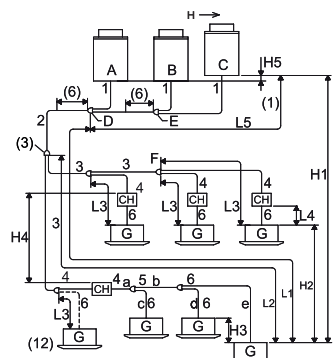 H
A B C
H5
1 1 1
(6) (6) (1)
2 D E L5
(3)
H1
3 3 F
4 4 4
L3 CH L3 CH L3 CH
6 6 6 L4
G G G
H4
3
H2
4 CH 4 a 5 b 6
L3 6 c 6 d 6 e L2 L1
(12) G G G H3
G